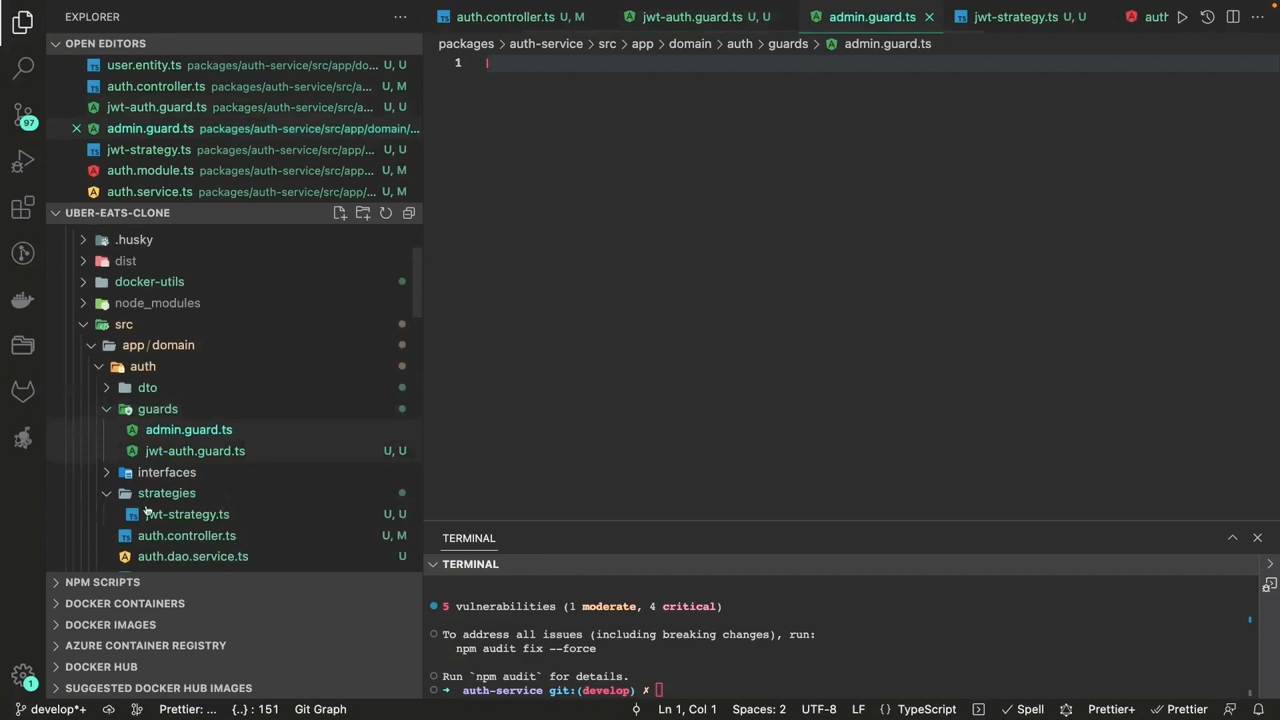 EXPLORER
OPEN EDITORS
user.entity.ts packages/auth-service/src/app/do... U, U
auth.controller.ts packages/auth-service/src/ap... U, M
jwt-auth.guard.ts packages/auth-service/src/a... U, U
admin.guard.ts packages/auth-service/src/app/domain/...
jwt-strategy.ts packages/auth-service/src/app/... U, U
auth.module.ts packages/auth-service/src/app... U, M
auth.service.ts packages/auth-service/src/app/... U, M
UBER-EATS-CLONE
.husky
dist
docker-utils
node_modules
src
app / domain
auth
dto
guards
admin.guard.ts
jwt-auth.guard.ts U, U
interfaces
strategies
jwt-strategy.ts U, U
auth.controller.ts U, M
auth.dao.service.ts U
NPM SCRIPTS
DOCKER CONTAINERS
DOCKER IMAGES
AZURE CONTAINER REGISTRY
DOCKER HUB
SUGGESTED DOCKER HUB IMAGES
97
1
auth.controller.ts U, M jwt-auth.guard.ts U, U admin.guard.ts jwt-strategy.ts U, U auth
packages > auth-service > src > app > domain > auth > guards > admin.guard.ts
1
TERMINAL
TERMINAL
5 vulnerabilities (1 moderate, 4 critical)
To address all issues (including breaking changes), run:
npm audit fix --force
Run `npm audit` for details.
➜ auth-service git:(develop) ✗
develop* Prettier: ... {..} : 151 Git Graph Ln 1, Col 1 Spaces: 2 UTF-8 LF {} TypeScript Spell Prettier+ Prettier